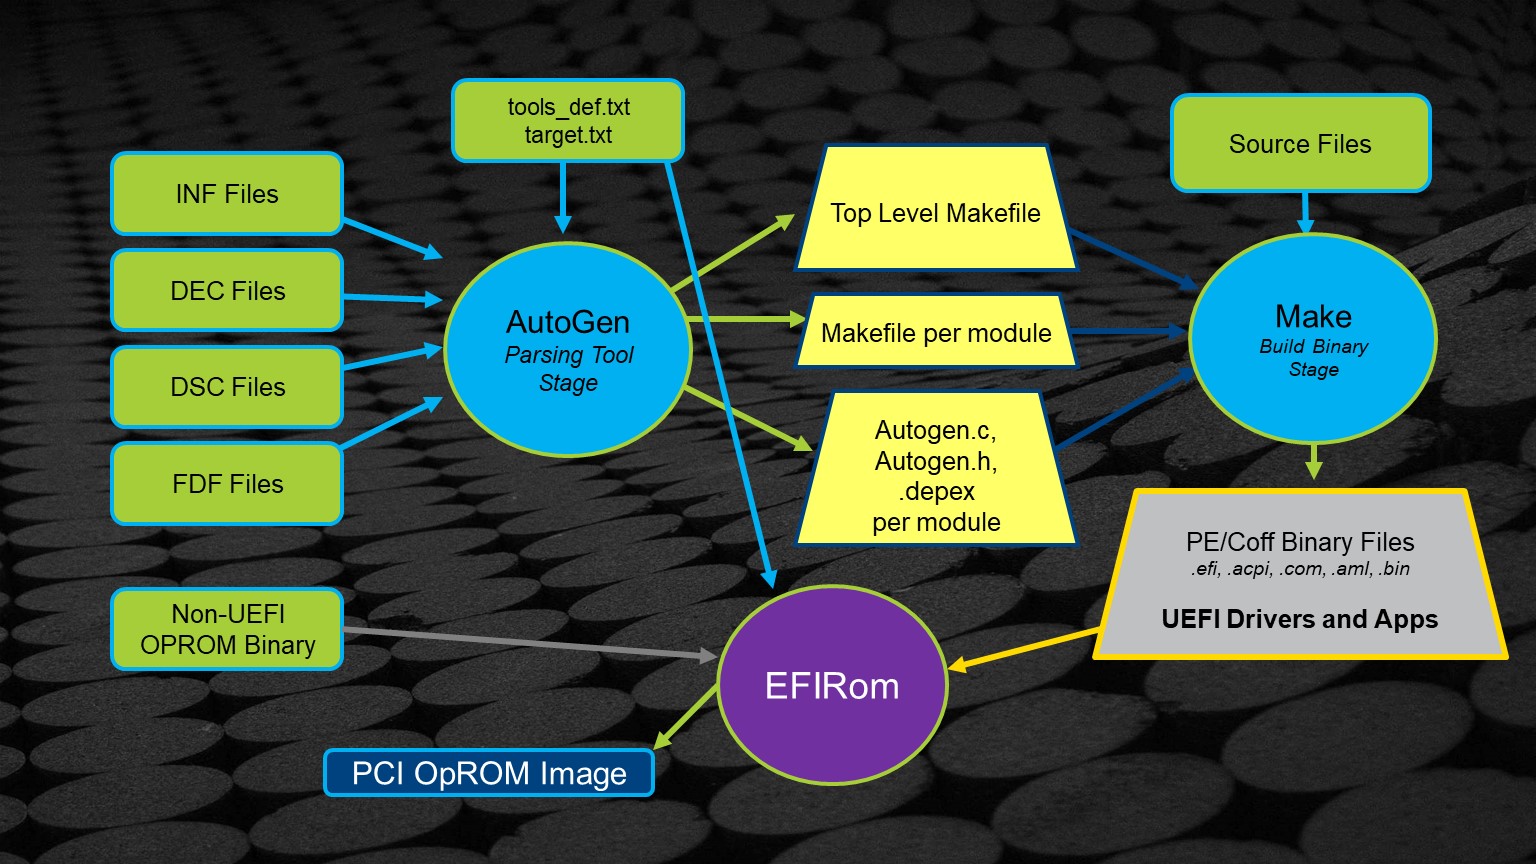 tools_def.txt
target.txt
Source Files
INF Files
DEC Files
DSC Files
FDF Files
AutoGen
Parsing Tool
Stage
Top Level Makefile
Makefile per module
Autogen.c,
Autogen.h,
.depex
per module
Make
Build Binary
Stage
PE/Coff Binary Files
.efi, .acpi, .com, .aml, .bin
UEFI Drivers and Apps
Non-UEFI
OPROM Binary
EFIRom
PCI OpROM Image